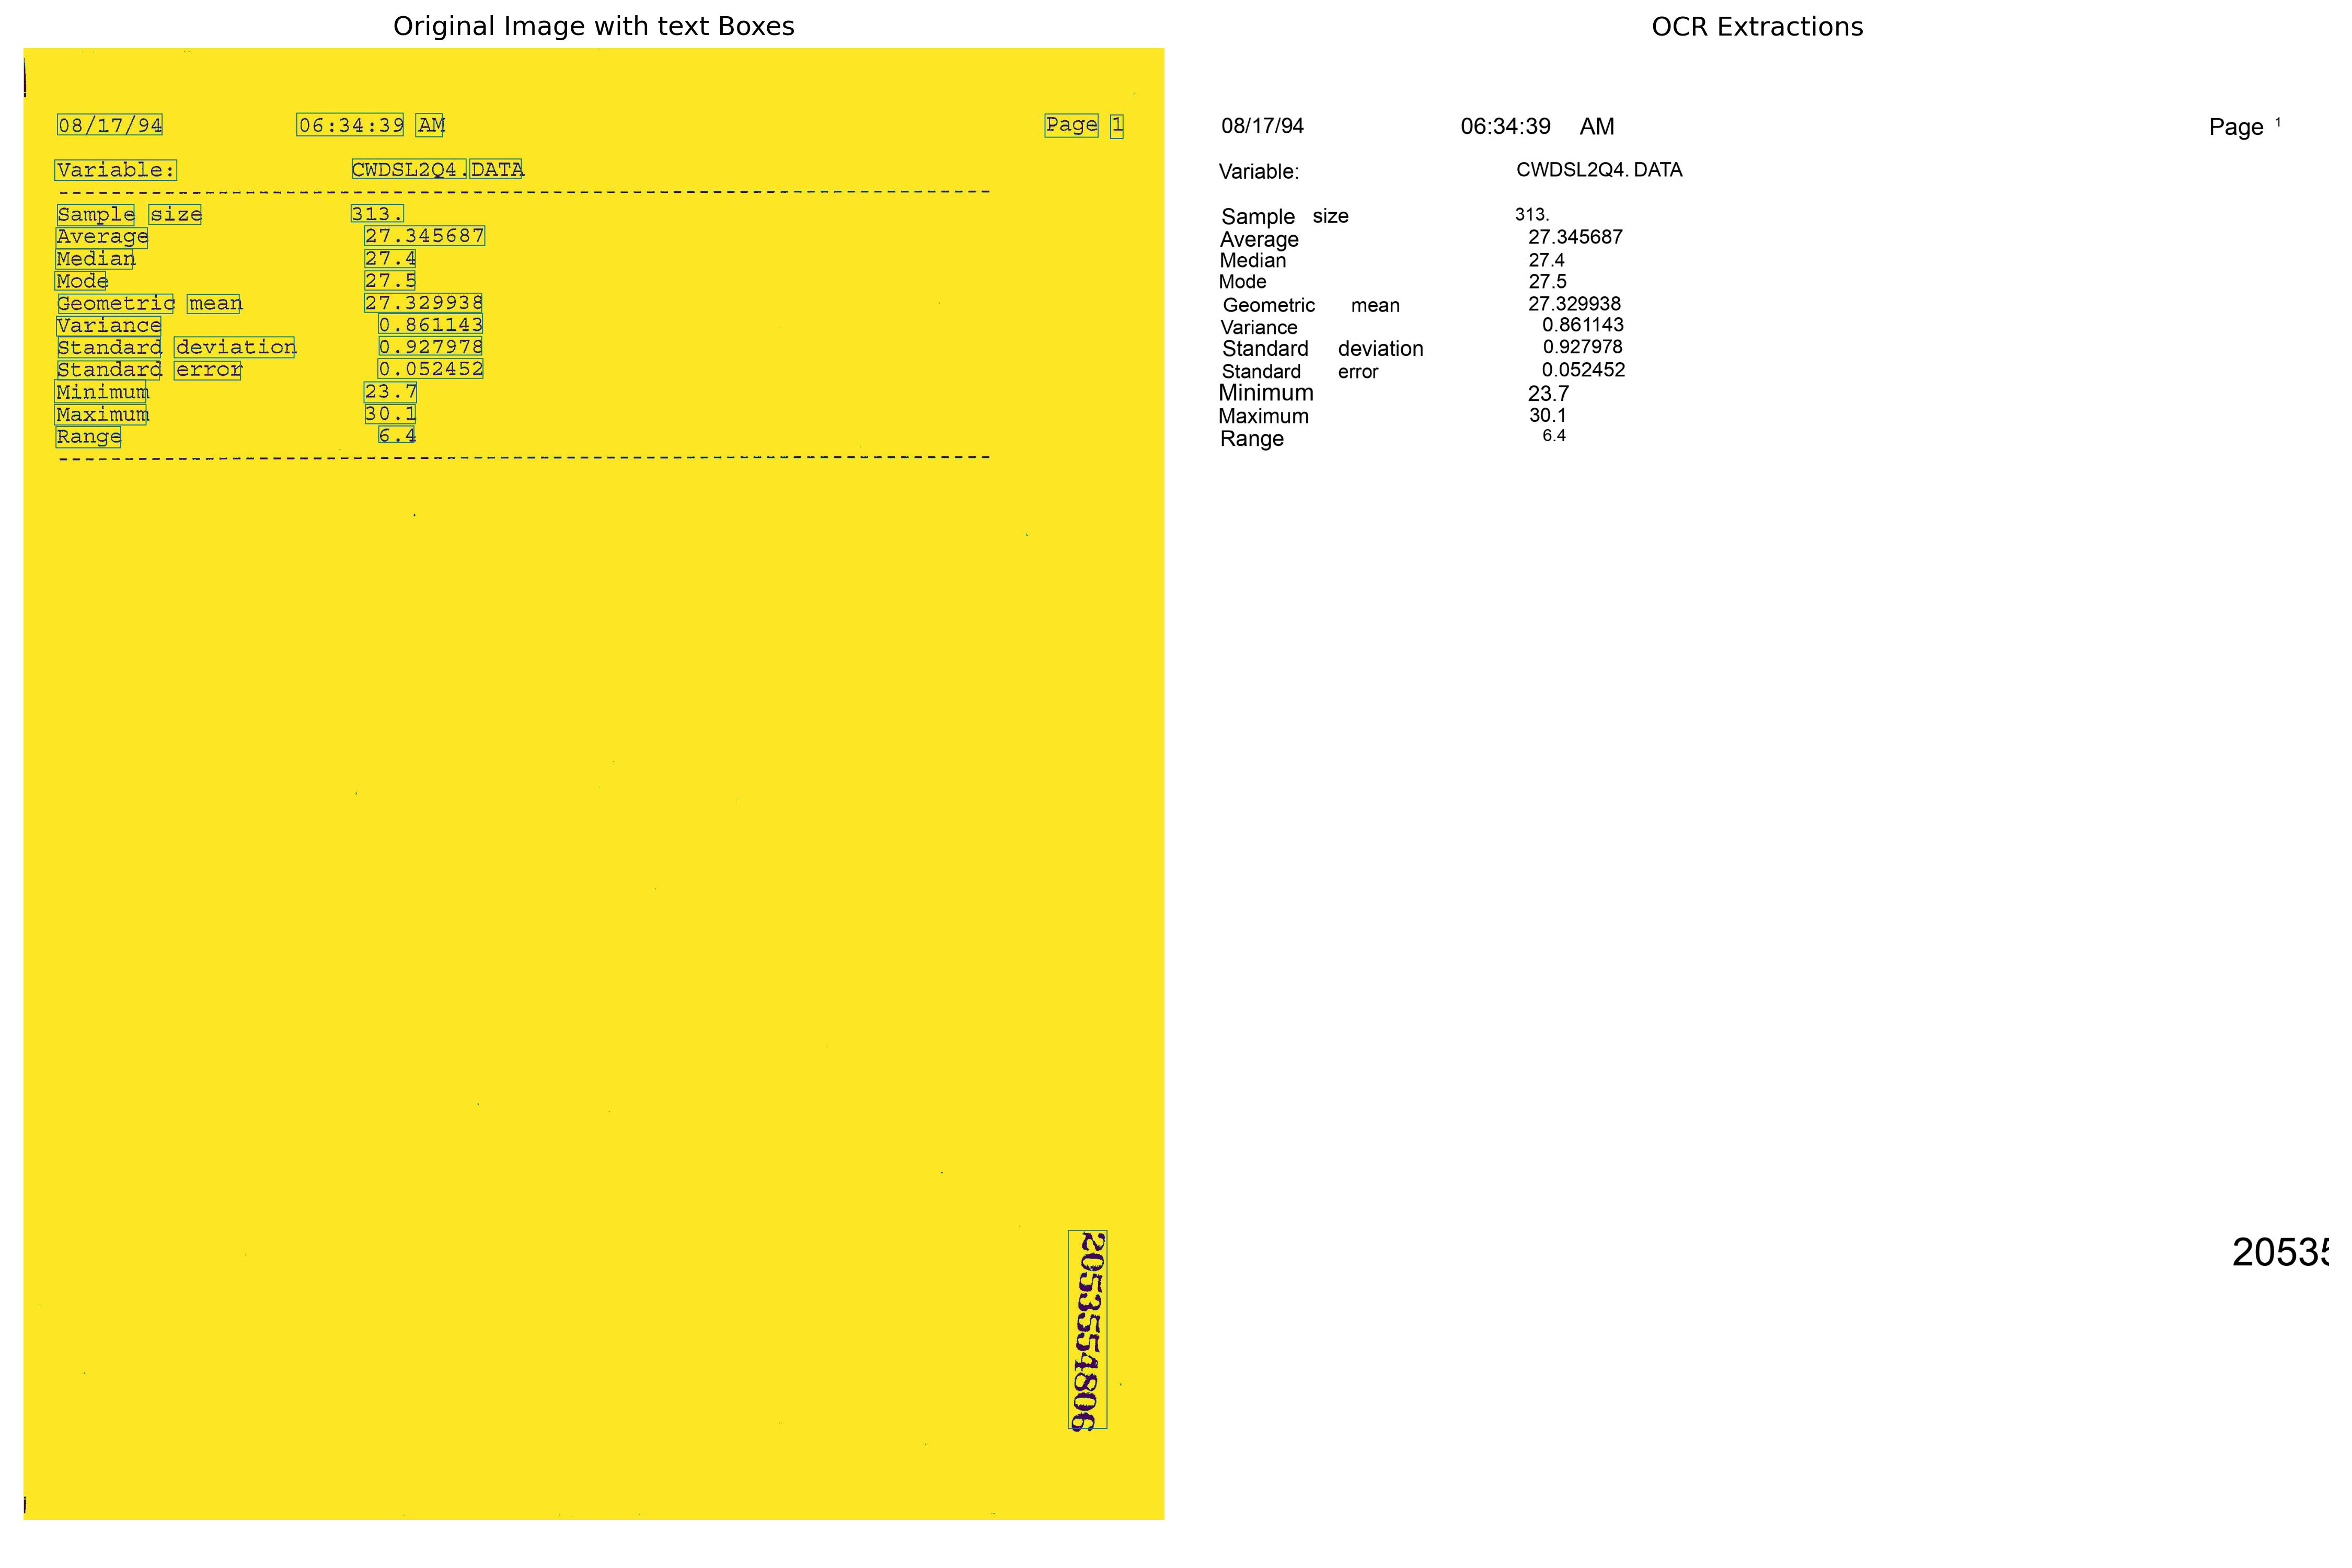 Original Image with text Boxes
08/17/94 06:34:39 AM Page 1
Variable: CWDSL2Q4.DATA
--------------------------------------------------------------------------------
Sample size 313.
Average 27.345687
Median 27.4
Mode 27.5
Geometric mean 27.329938
Variance 0.861143
Standard deviation 0.927978
Standard error 0.052452
Minimum 23.7
Maximum 30.1
Range 6.4
--------------------------------------------------------------------------------
2053554806
OCR Extractions
08/17/94 06:34:39 AM Page 1
Variable: CWDSL2Q4. DATA
Sample size 313.
Average 27.345687
Median 27.4
Mode 27.5
Geometric mean 27.329938
Variance 0.861143
Standard deviation 0.927978
Standard error 0.052452
Minimum 23.7
Maximum 30.1
Range 6.4
20535